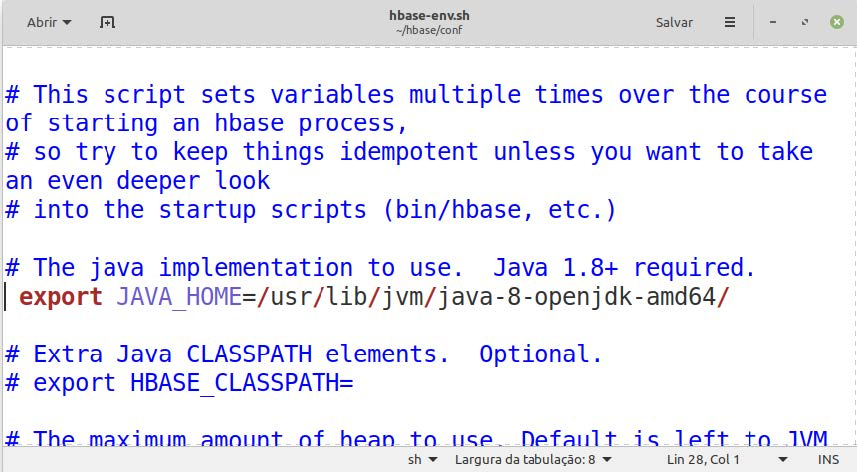 Abrir
hbase-env.sh
~/hbase/conf
Salvar
# This script sets variables multiple times over the course
of starting an hbase process,
# so try to keep things idempotent unless you want to take
an even deeper look
# into the startup scripts (bin/hbase, etc.)
# The java implementation to use.  Java 1.8+ required.
export JAVA_HOME=/usr/lib/jvm/java-8-openjdk-amd64/
# Extra Java CLASSPATH elements.  Optional.
# export HBASE_CLASSPATH=
# The maximum amount of heap to use. Default is left to JVM
sh Largura da tabulação: 8 Lin 28, Col 1 INS